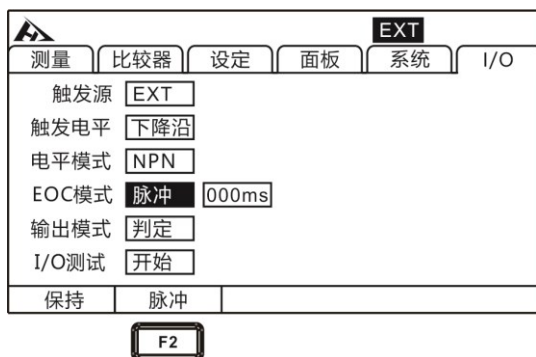 EXT
测量 比较器 设定 面板 系统 I/O
触发源 EXT
触发电平 下降沿
电平模式 NPN
EOC模式 脉冲 000ms
输出模式 判定
I/O测试 开始
保持 脉冲
F2